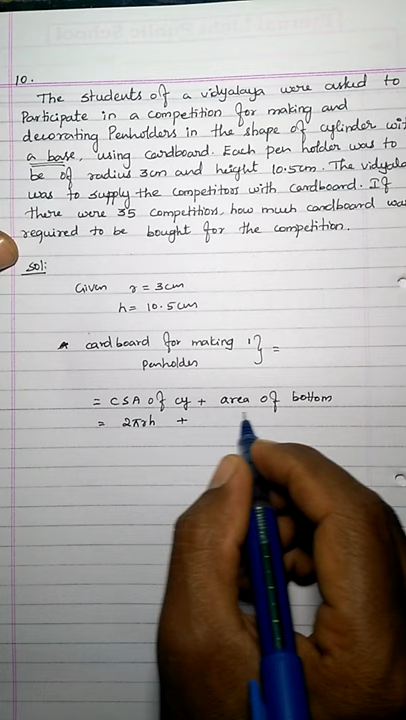 10.
The students of a vidyalaya were asked to
Participate in a competition for making and
decorating Penholders in the shape of cylinder wit
a base, using cardboard. Each pen holder was to
be of radius 3cm and height 10.5cm. The vidyala
was to supply the competitors with cardboard. If
there were 35 competitors, how much cardboard was
required to be bought for the competition.
Sol:
Given r = 3cm
h = 10.5cm
cardboard for making 1 } =
penholder
= CSA of cy + area of bottom
= 2πrh +